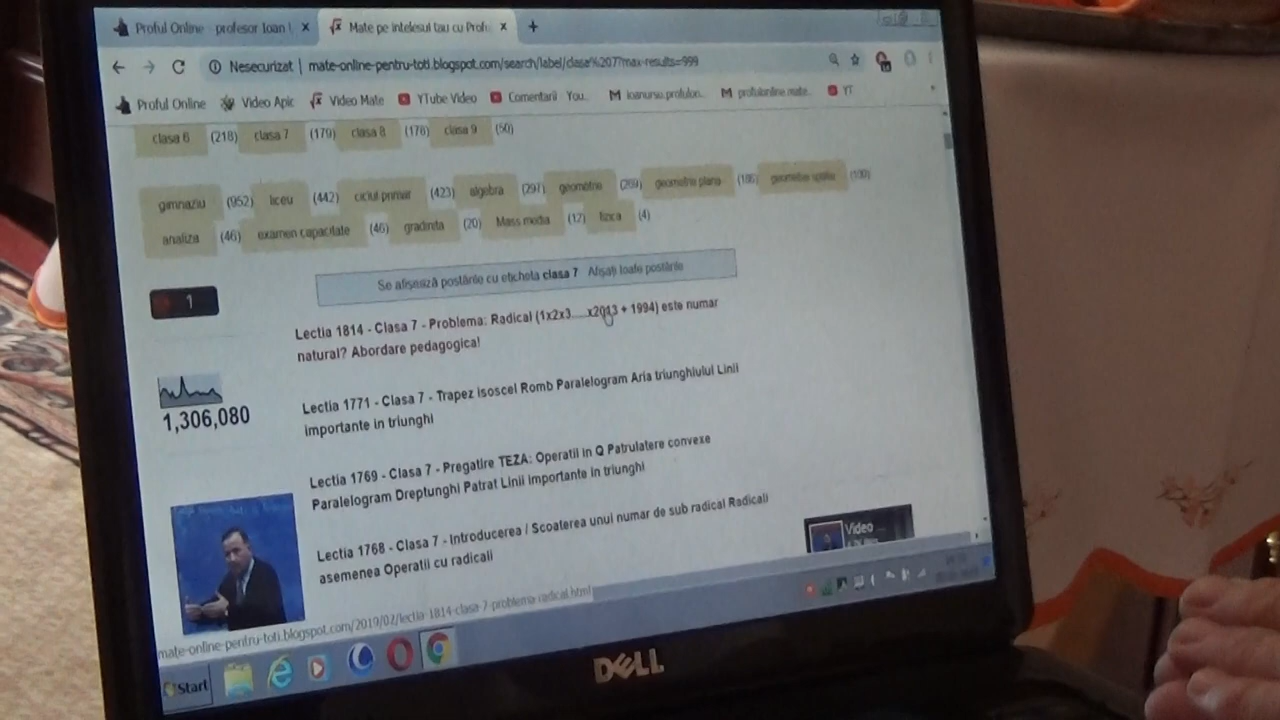 Proful Online - profesor Ioan Mate pe intelesul tau cu Profu
Nesecurizat mate-online-pentru-toti.blogspot.com/search/label/clasa%207?max-results=999
Proful Online Video Apic Video Mate YTube Video Comentarii You... YT
clasa 6 (218) clasa 7 (179) clasa 8 (176) clasa 9 (50)
gimnaziu (952) liceu (442) ciclul primar (423) algebra (297) geometrie (269) geometrie plana (186) geometrie spatiu
analiza (46) examen capacitate (46) gradinita (20) Mass media (12) fizica (4)
Se afișează postările cu eticheta clasa 7 Afișați toate postările
1
Lectia 1814 - Clasa 7 - Problema: Radical (1x2x3.....x2013 + 1994) este numar
natural? Abordare pedagogica!
Lectia 1771 - Clasa 7 - Trapez isoscel Romb Paralelogram Aria triunghiului Linii
importante in triunghi
1,306,080
Lectia 1769 - Clasa 7 - Pregatire TEZA: Operatii in Q Patrulatere convexe
Paralelogram Dreptunghi Patrat Linii importante in triunghi
Lectia 1768 - Clasa 7 - Introducerea / Scoaterea unui numar de sub radical Radicali
asemenea Operatii cu radicali
Video ...
mate-online-pentru-toti.blogspot.com/2019/02/lectia-1814-clasa-7-problema-radical.html
Start
DELL